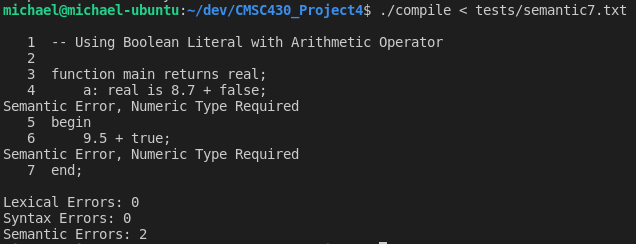 michael@michael-ubuntu:~/dev/CMSC430_Project4$ ./compile < tests/semantic7.txt
1 -- Using Boolean Literal with Arithmetic Operator
2
3 function main returns real;
4 a: real is 8.7 + false;
Semantic Error, Numeric Type Required
5 begin
6 9.5 + true;
Semantic Error, Numeric Type Required
7 end;
Lexical Errors: 0
Syntax Errors: 0
Semantic Errors: 2